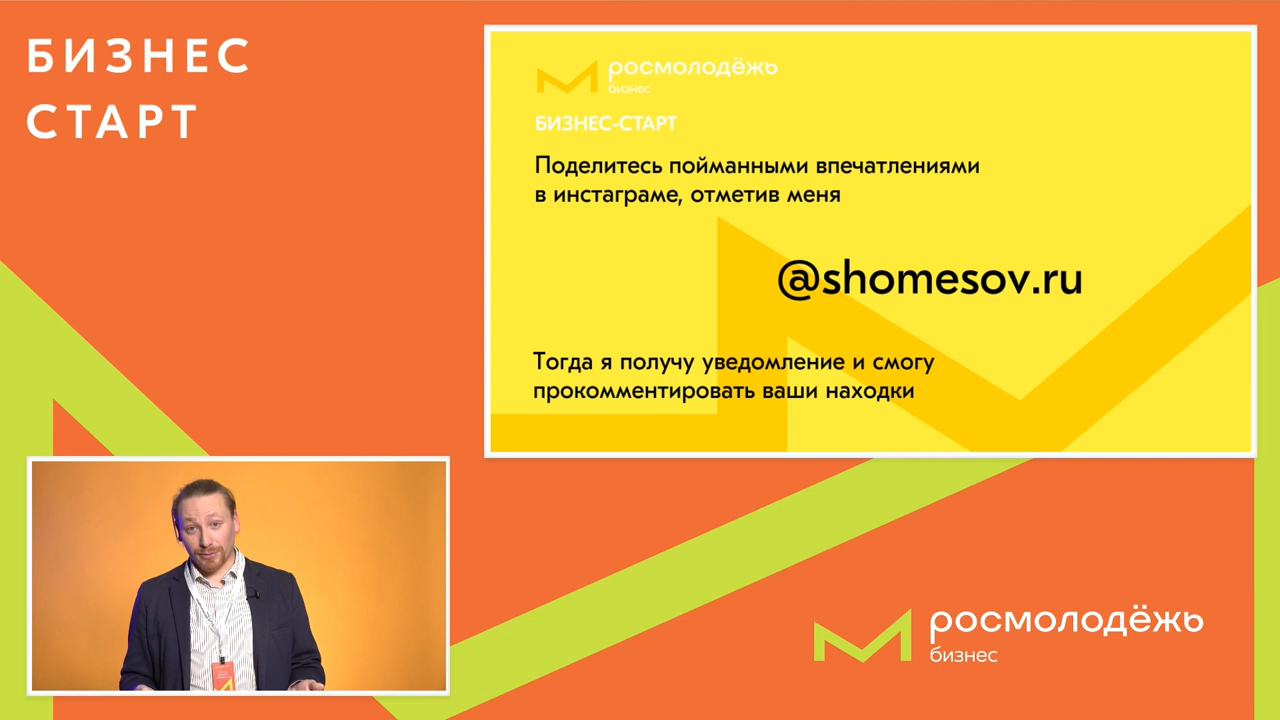 БИЗНЕС
СТАРТ
росмолодёжь
бизнес
БИЗНЕС-СТАРТ
Поделитесь пойманными впечатлениями
в инстаграме, отметив меня
@shomesov.ru
Тогда я получу уведомление и смогу
прокомментировать ваши находки
росмолодёжь
бизнес